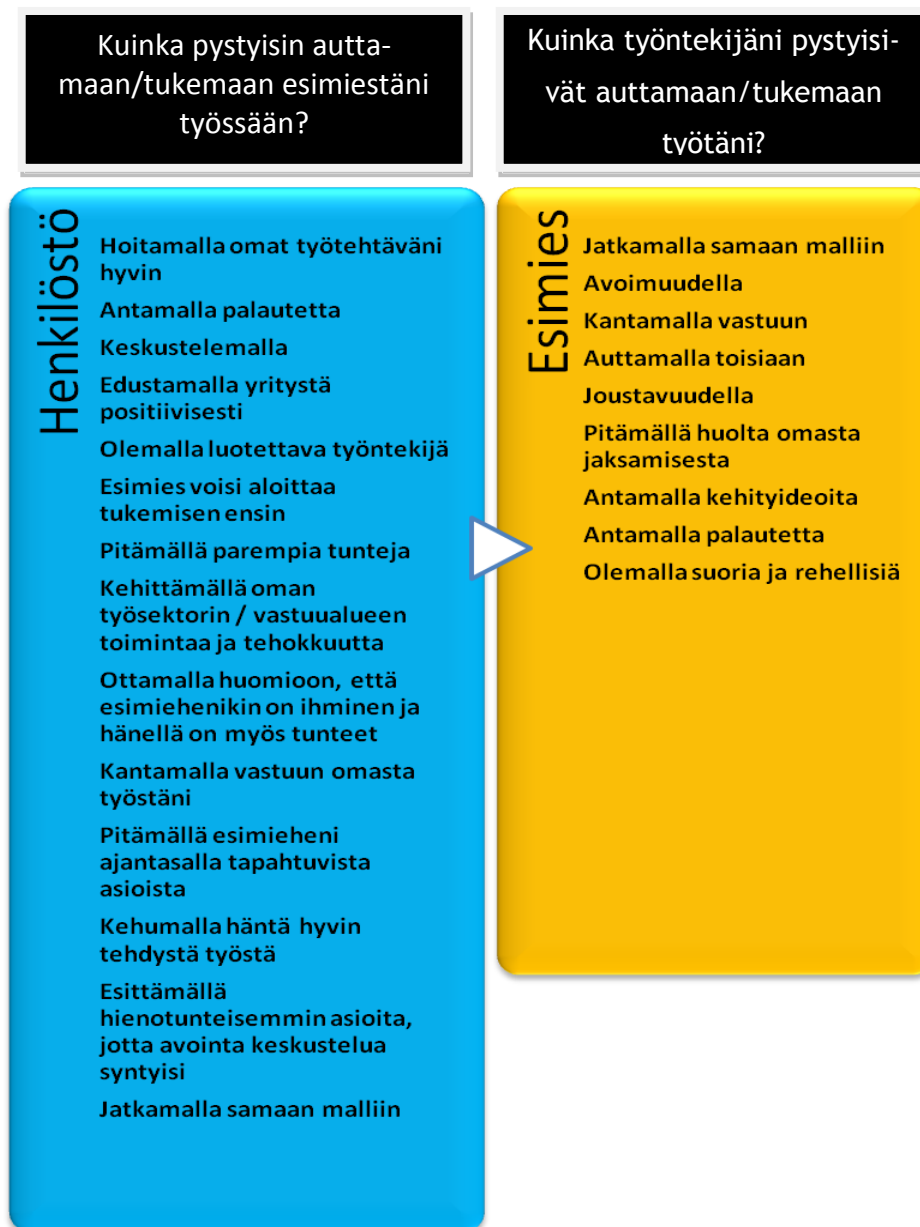 Kuinka pystyisin autta-
maan/tukemaan esimiestäni
työssään?
Kuinka työntekijäni pystyisi-
vät auttamaan/tukemaan
työtäni?
Henkilöstö
Hoitamalla omat työtehtäväni
hyvin
Antamalla palautetta
Keskustelemalla
Edustamalla yritystä
positiivisesti
Olemalla luotettava työntekijä
Esimies voisi aloittaa
tukemisen ensin
Pitämällä parempia tunteja
Kehittämällä oman
työsektorin / vastuualueen
toimintaa ja tehokkuutta
Ottamalla huomioon, että
esimiehenikin on ihminen ja
hänellä on myös tunteet
Kantamalla vastuun omasta
työstäni
Pitämällä esimieheni
ajantasalla tapahtuvista
asioista
Kehumalla häntä hyvin
tehdystä työstä
Esittämällä
hienotunteisemmin asioita,
jotta avointa keskustelua
syntyisi
Jatkamalla samaan malliin
Esimies
Jatkamalla samaan malliin
Avoimuudella
Kantamalla vastuun
Auttamalla toisiaan
Joustavuudella
Pitämällä huolta omasta
jaksamisesta
Antamalla kehityideoita
Antamalla palautetta
Olemalla suoria ja rehellisiä